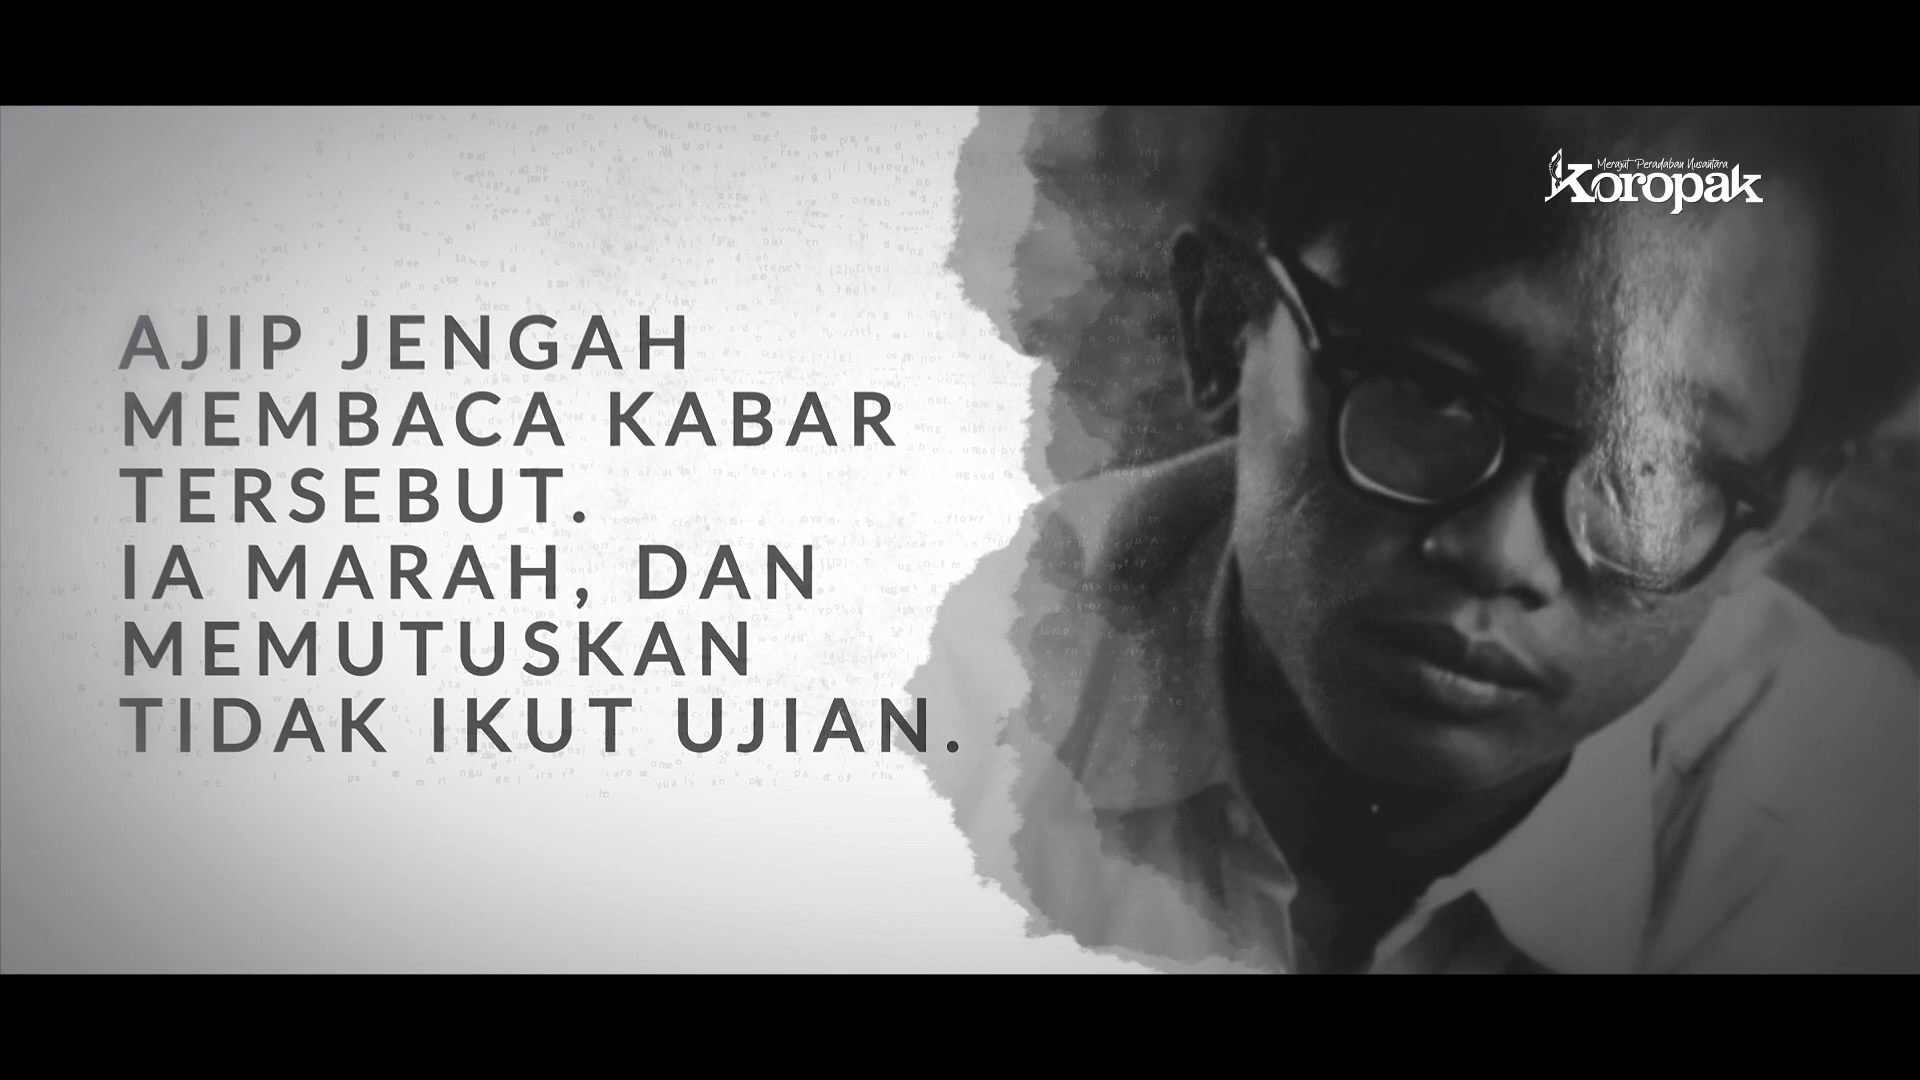 Merajut Peradaban Nusantara
Koropak
AJIP JENGAH
MEMBACA KABAR
TERSEBUT.
IA MARAH, DAN
MEMUTUSKAN
TIDAK IKUT UJIAN.